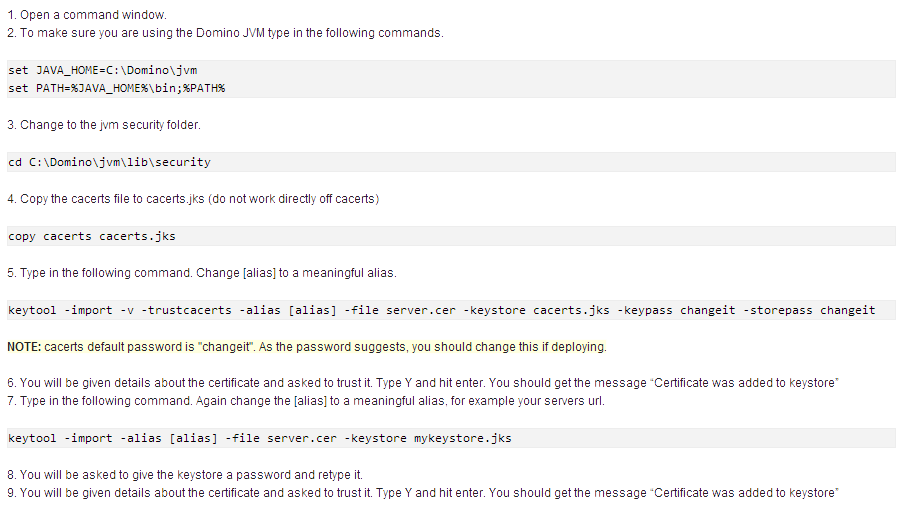 1. Open a command window.
2. To make sure you are using the Domino JVM type in the following commands.
set JAVA_HOME=C:\Domino\jvm
set PATH=%JAVA_HOME%\bin;%PATH%
3. Change to the jvm security folder.
cd C:\Domino\jvm\lib\security
4. Copy the cacerts file to cacerts.jks (do not work directly off cacerts)
copy cacerts cacerts.jks
5. Type in the following command. Change [alias] to a meaningful alias.
keytool -import -v -trustcacerts -alias [alias] -file server.cer -keystore cacerts.jks -keypass changeit -storepass changeit
NOTE: cacerts default password is "changeit". As the password suggests, you should change this if deploying.
6. You will be given details about the certificate and asked to trust it. Type Y and hit enter. You should get the message “Certificate was added to keystore”
7. Type in the following command. Again change the [alias] to a meaningful alias, for example your servers url.
keytool -import -alias [alias] -file server.cer -keystore mykeystore.jks
8. You will be asked to give the keystore a password and retype it.
9. You will be given details about the certificate and asked to trust it. Type Y and hit enter. You should get the message “Certificate was added to keystore”